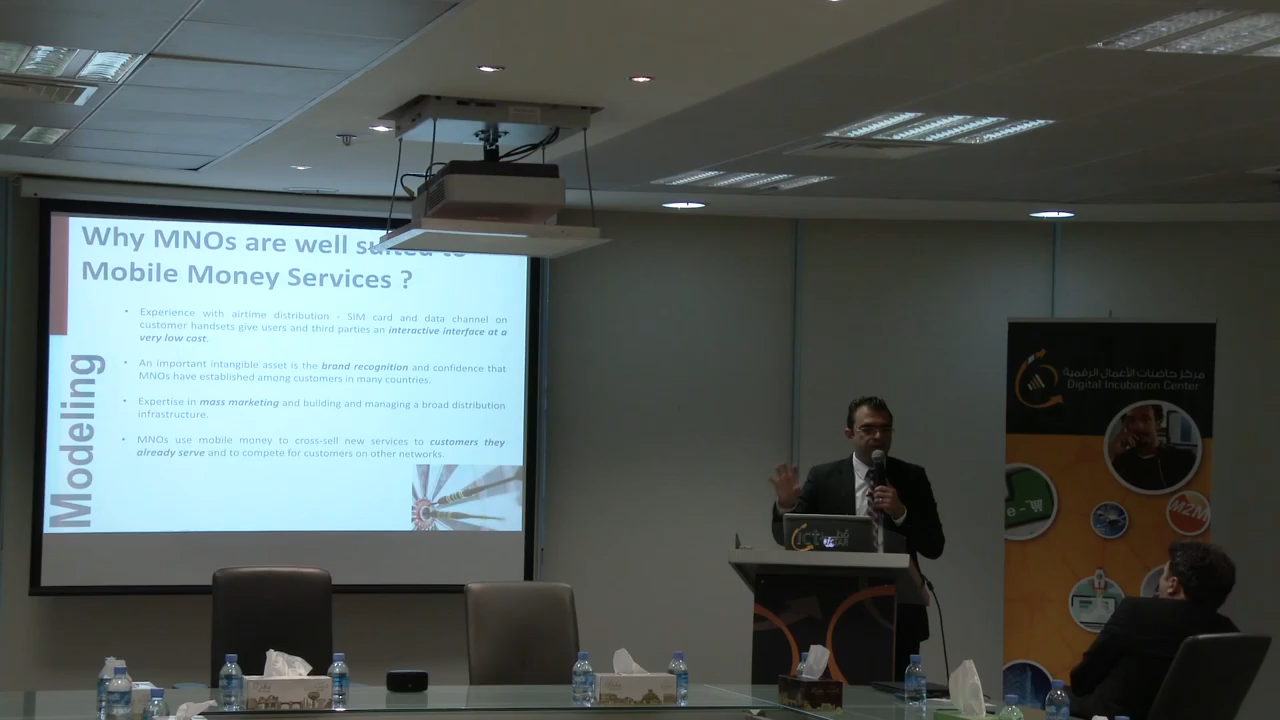 Why MNOs are well suited to
Mobile Money Services ?
Modeling
• Experience with airtime distribution - SIM card and data channel on
customer handsets give users and third parties an interactive interface at a
very low cost.
• An important intangible asset is the brand recognition and confidence that
MNOs have established among customers in many countries.
• Expertise in mass marketing and building and managing a broad distribution
infrastructure.
• MNOs use mobile money to cross-sell new services to customers they
already serve and to compete for customers on other networks.
مركز حاضنات الأعمال الرقمية
Digital Incubation Center
e-
M2M
ict